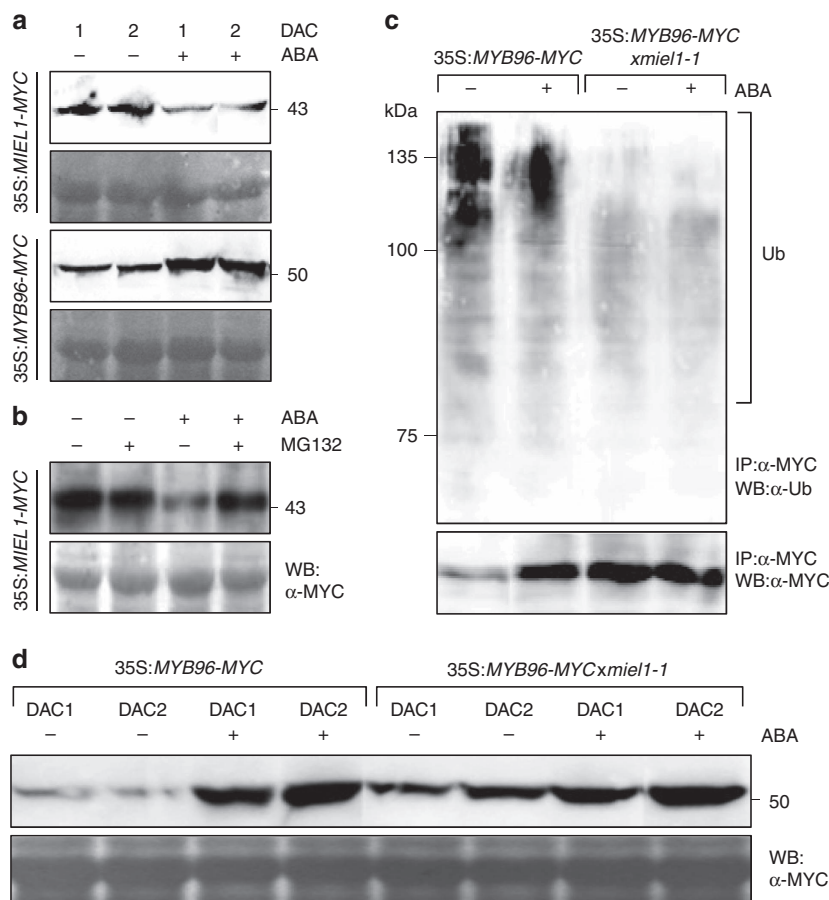 a
1 2 1 2 DAC
– – + + ABA
35S:MIEL1-MYC
43
35S:MYB96-MYC
50
b
– – + + ABA
– + – + MG132
35S:MIEL1-MYC
43
WB:
α-MYC
c
35S:MYB96-MYC
35S:MYB96-MYC
xmiel1-1
– + – + ABA
kDa
135
100
75
Ub
IP:α-MYC
WB:α-Ub
IP:α-MYC
WB:α-MYC
d
35S:MYB96-MYC 35S:MYB96-MYCxmiel1-1
DAC1 DAC2 DAC1 DAC2 DAC1 DAC2 DAC1 DAC2
– – + + – – + + ABA
50
WB:
α-MYC